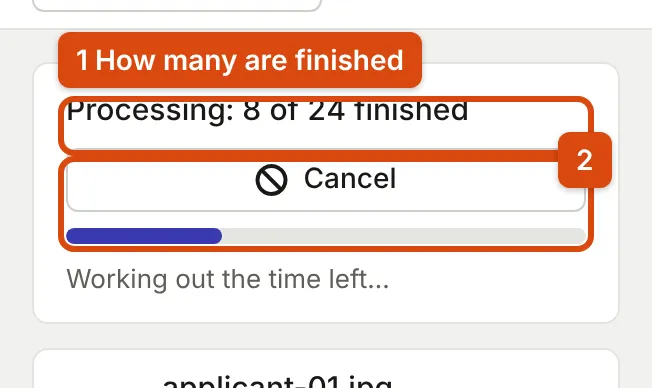 1 How many are finished
Processing: 8 of 24 finished
2
Cancel
Working out the time left...
applicant-01.jpg